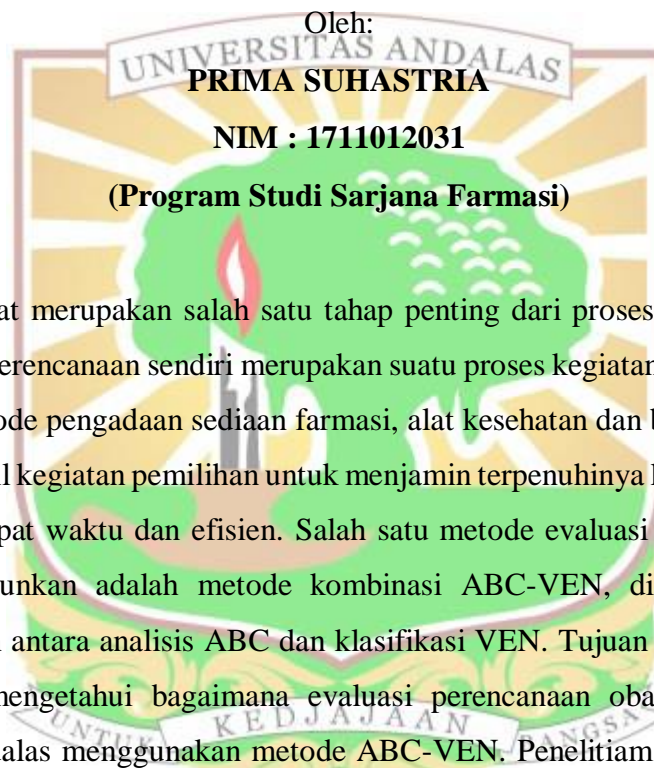 Oleh:
UNIVERSITAS ANDALAS
PRIMA SUHASTRIA
NIM : 1711012031
(Program Studi Sarjana Farmasi)
at merupakan salah satu tahap penting dari proses
erencanaan sendiri merupakan suatu proses kegiatan
de pengadaan sediaan farmasi, alat kesehatan dan b
l kegiatan pemilihan untuk menjamin terpenuhinya
pat waktu dan efisien. Salah satu metode evaluasi
unkan adalah metode kombinasi ABC-VEN, di
antara analisis ABC dan klasifikasi VEN. Tujuan
mengetahui bagaimana evaluasi perencanaan oba
dalas menggunakan metode ABC-VEN. Penelitiam
UNTUK KEDJAJAAN BANGSA